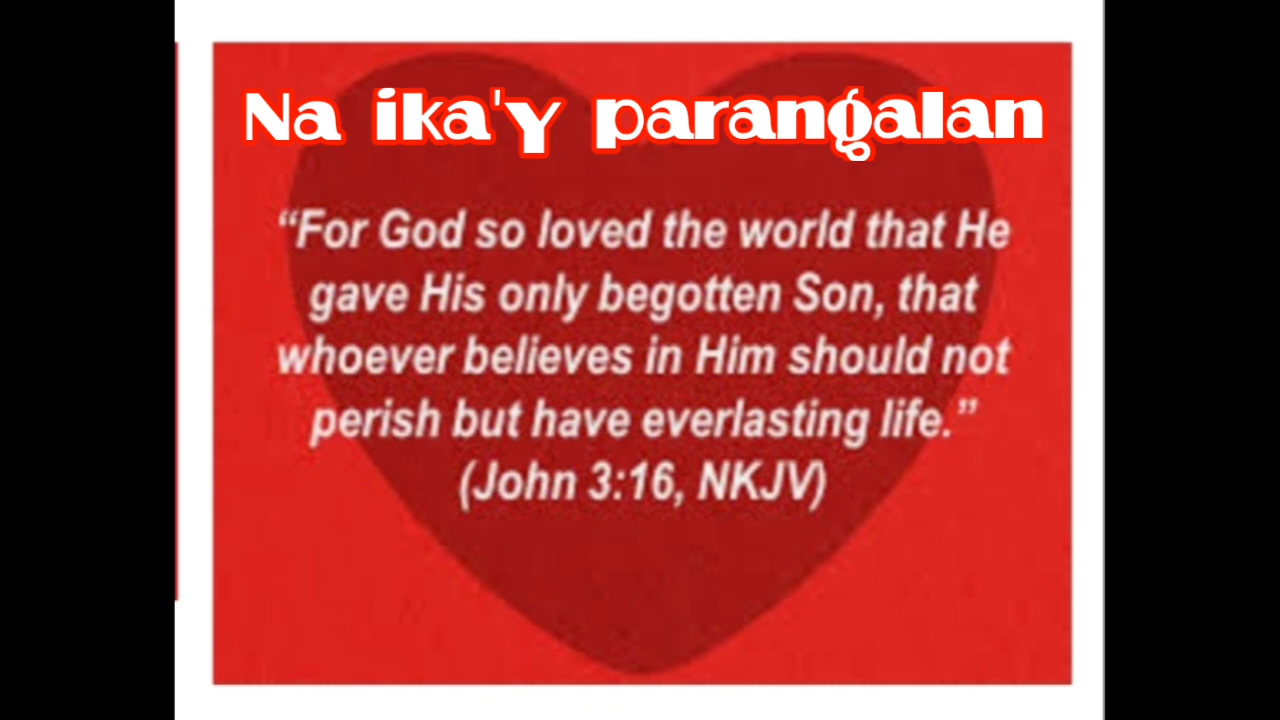 Na ika'y parangalan
“For God so loved the world that He
gave His only begotten Son, that
whoever believes in Him should not
perish but have everlasting life.”
(John 3:16, NKJV)